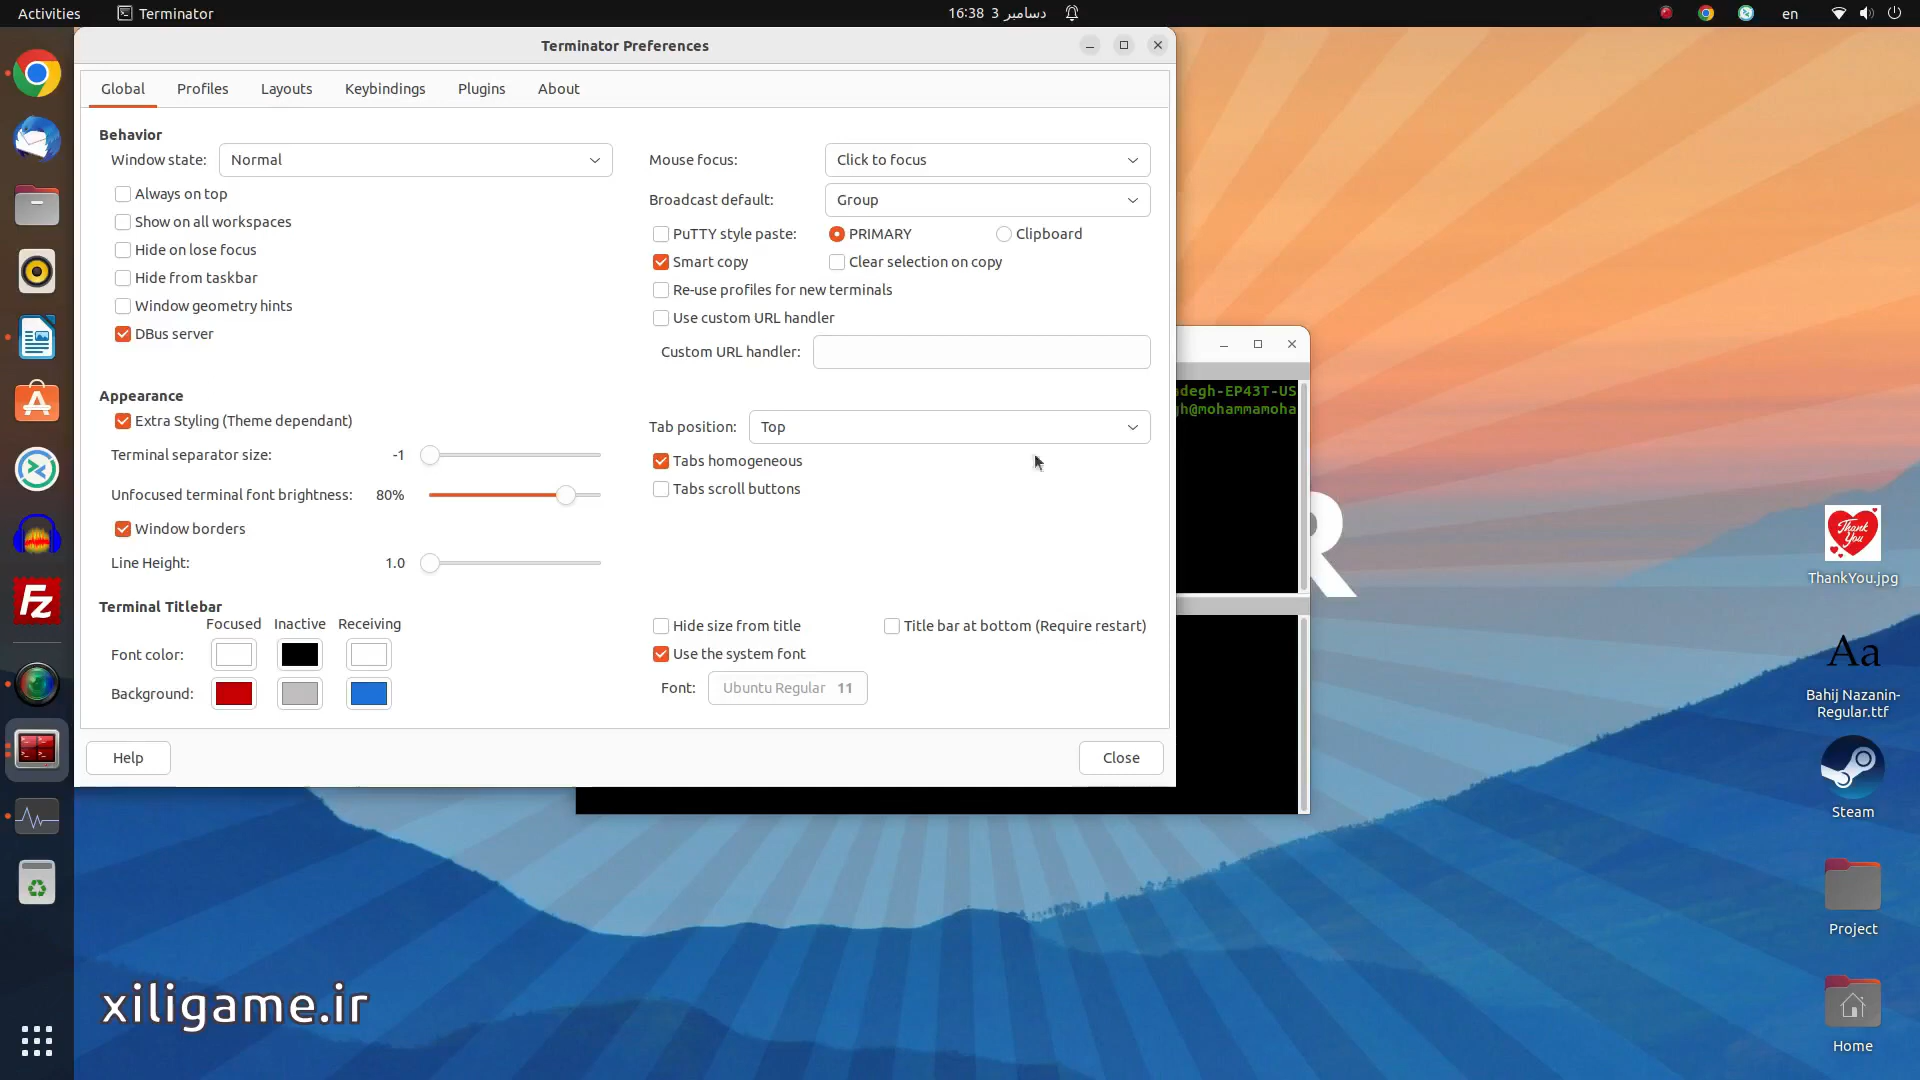 Activities
Terminator
16:38 3 دسامبر
en
Terminator Preferences
Global
Profiles
Layouts
Keybindings
Plugins
About
Behavior
Window state:
Normal
Always on top
Show on all workspaces
Hide on lose focus
Hide from taskbar
Window geometry hints
DBus server
Mouse focus:
Click to focus
Broadcast default:
Group
PuTTY style paste:
PRIMARY
Clipboard
Smart copy
Clear selection on copy
Re-use profiles for new terminals
Use custom URL handler
Custom URL handler:
Appearance
Extra Styling (Theme dependant)
Terminal separator size: -1
Unfocused terminal font brightness: 80%
Window borders
Line Height: 1.0
Tab position:
Top
Tabs homogeneous
Tabs scroll buttons
Terminal Titlebar
Focused Inactive Receiving
Font color:
Background:
Hide size from title
Title bar at bottom (Require restart)
Use the system font
Font: Ubuntu Regular 11
Help
Close
degh-EP43T-US
h@mohammamoha
R
ThankYou.jpg
Thank
You
Aa
Bahij Nazanin-
Regular.ttf
Steam
Project
Home
Fz
xiligame.ir